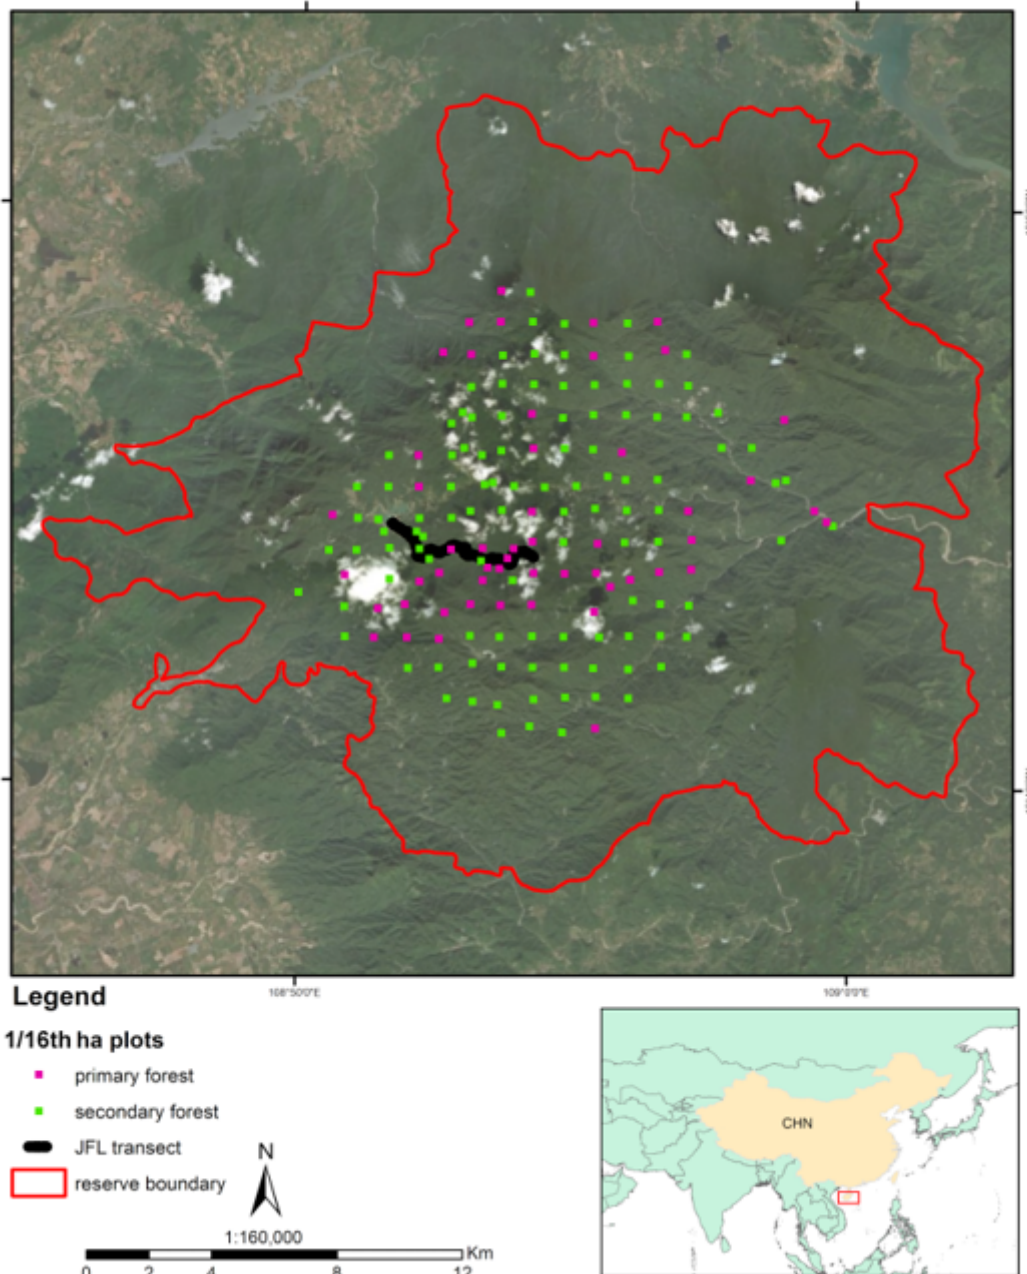 108°50'0"E
109°0'0"E
Legend
1/16th ha plots
primary forest
secondary forest
JFL transect
reserve boundary
N
1:160,000
Km
0 2 4 8 12
CHN